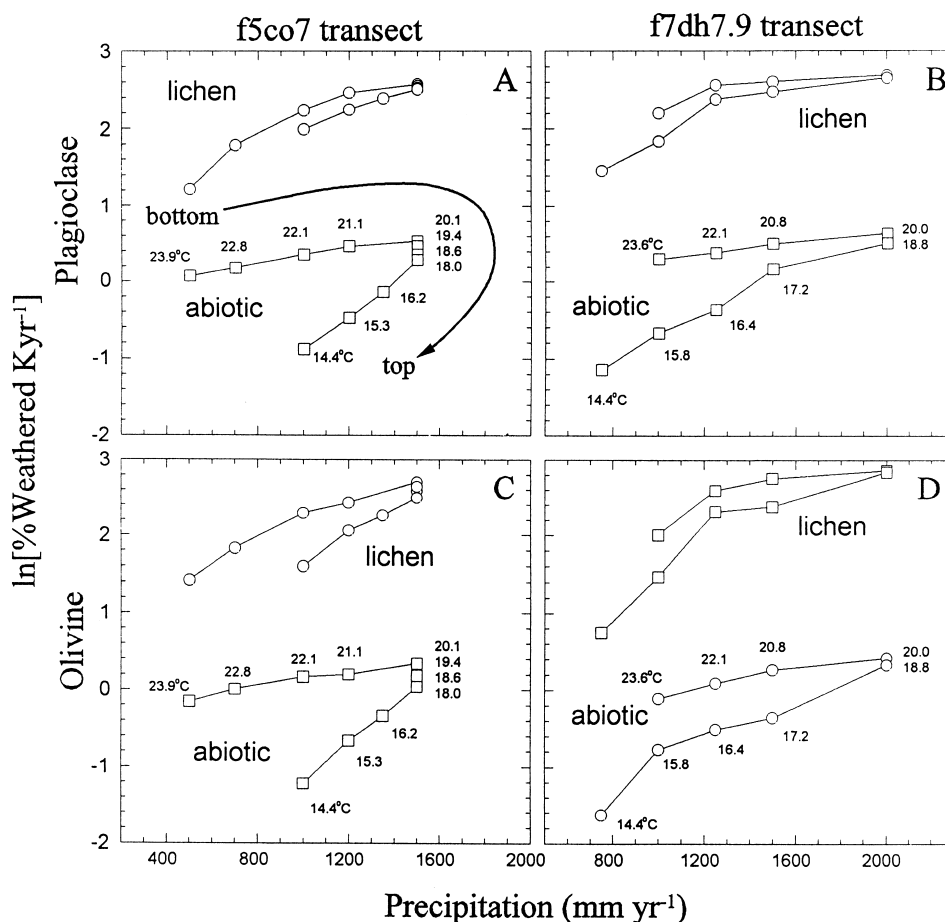 f5co7 transect
f7dh7.9 transect
ln[%Weathered Kyr⁻¹]
Plagioclase
Olivine
3
2
1
0
-1
-2
A
lichen
bottom
23.9°C
22.8
22.1
21.1
20.1
19.4
18.6
18.0
abiotic
16.2
15.3
14.4°C
top
B
lichen
23.6°C
22.1
20.8
20.0
18.8
abiotic
17.2
16.4
15.8
14.4°C
3
2
1
0
-1
-2
C
lichen
23.9°C
22.8
22.1
21.1
20.1
19.4
18.6
18.0
abiotic
16.2
15.3
14.4°C
400 800 1200 1600 2000
D
lichen
23.6°C
22.1
20.8
20.0
18.8
abiotic
17.2
16.4
15.8
14.4°C
800 1200 1600 2000
Precipitation (mm yr⁻¹)